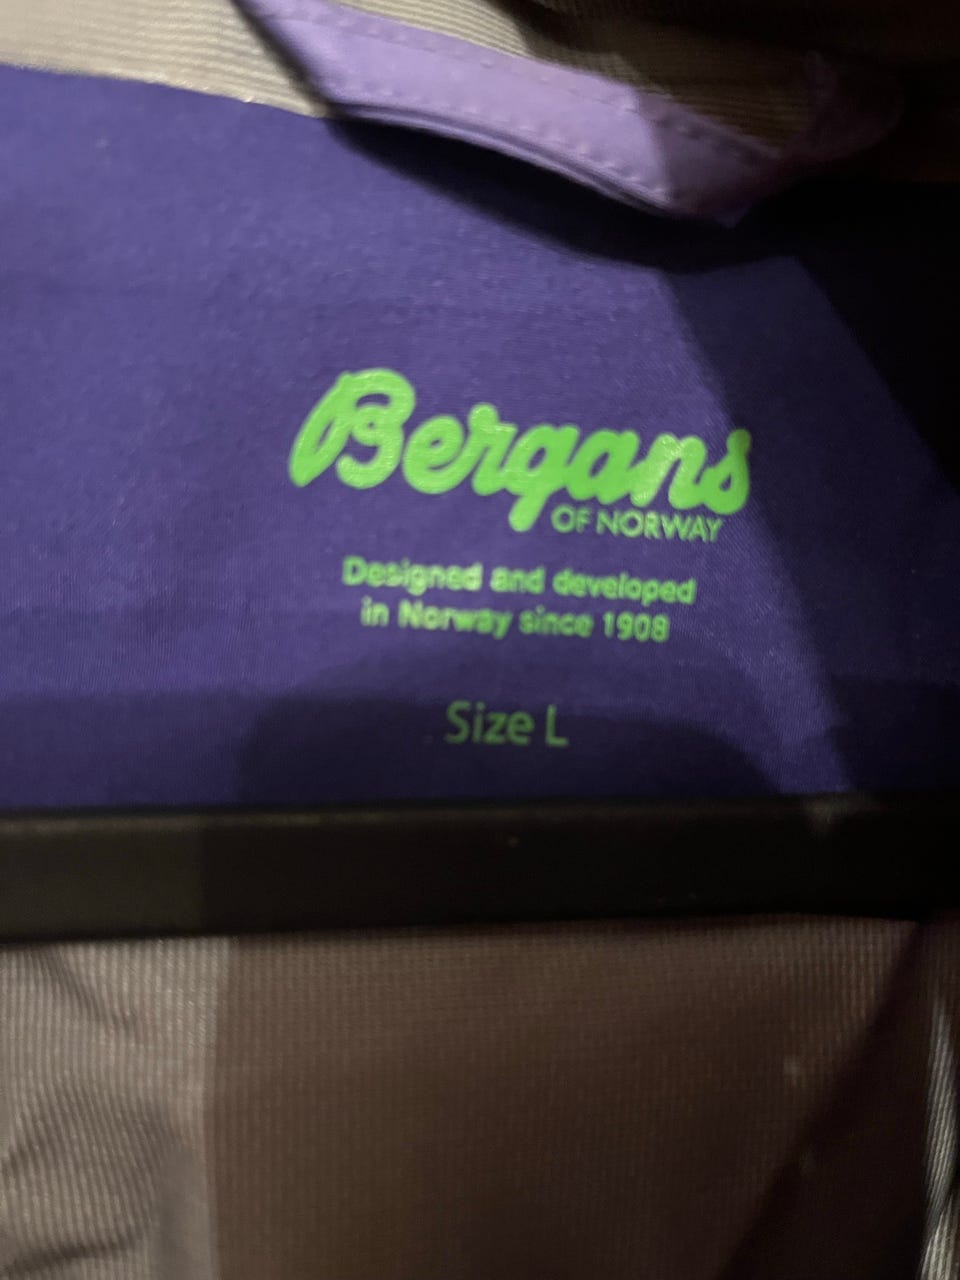 Bergans
OF NORWAY
Designed and developed
in Norway since 1908
Size L